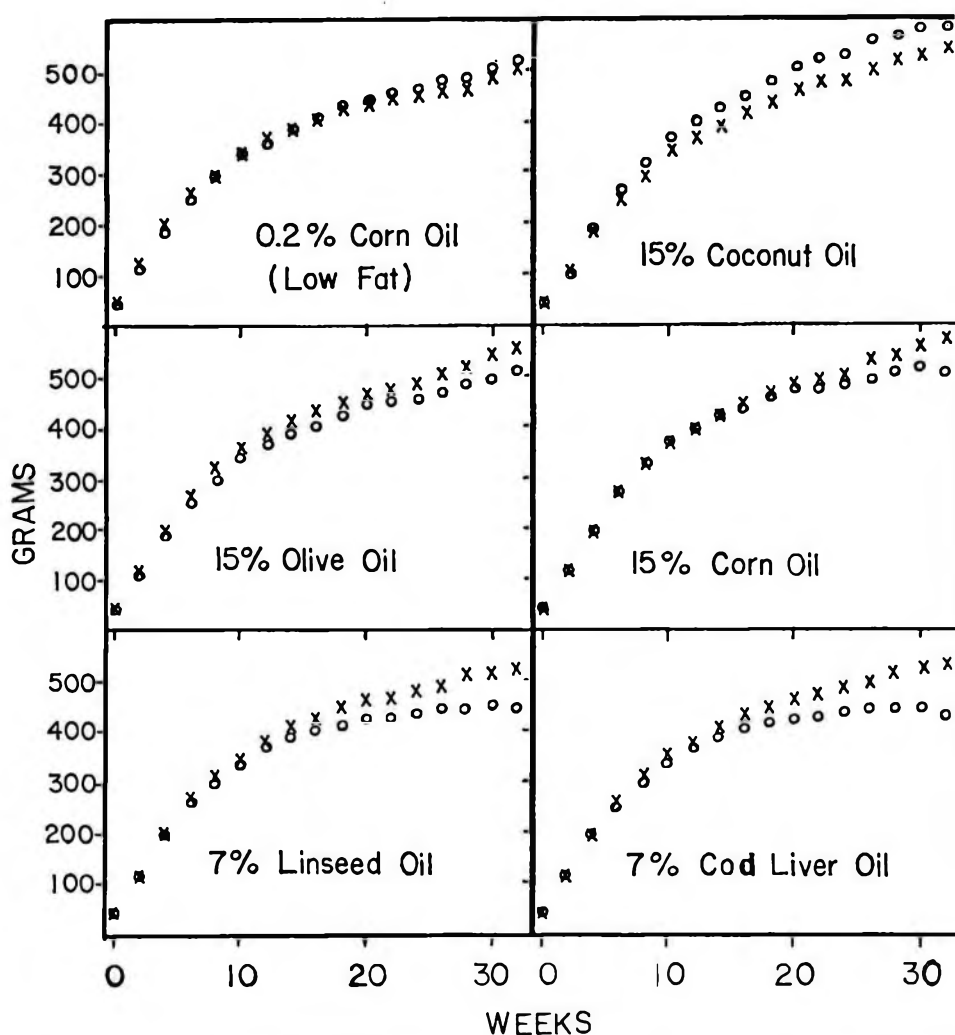 500
400
300
200
100
0.2% Corn Oil
(Low Fat)
15% Coconut Oil
GRAMS
500
400
300
200
100
15% Olive Oil
15% Corn Oil
500
400
300
200
100
7% Linseed Oil
7% Cod Liver Oil
0 10 20 30 0 10 20 30
WEEKS